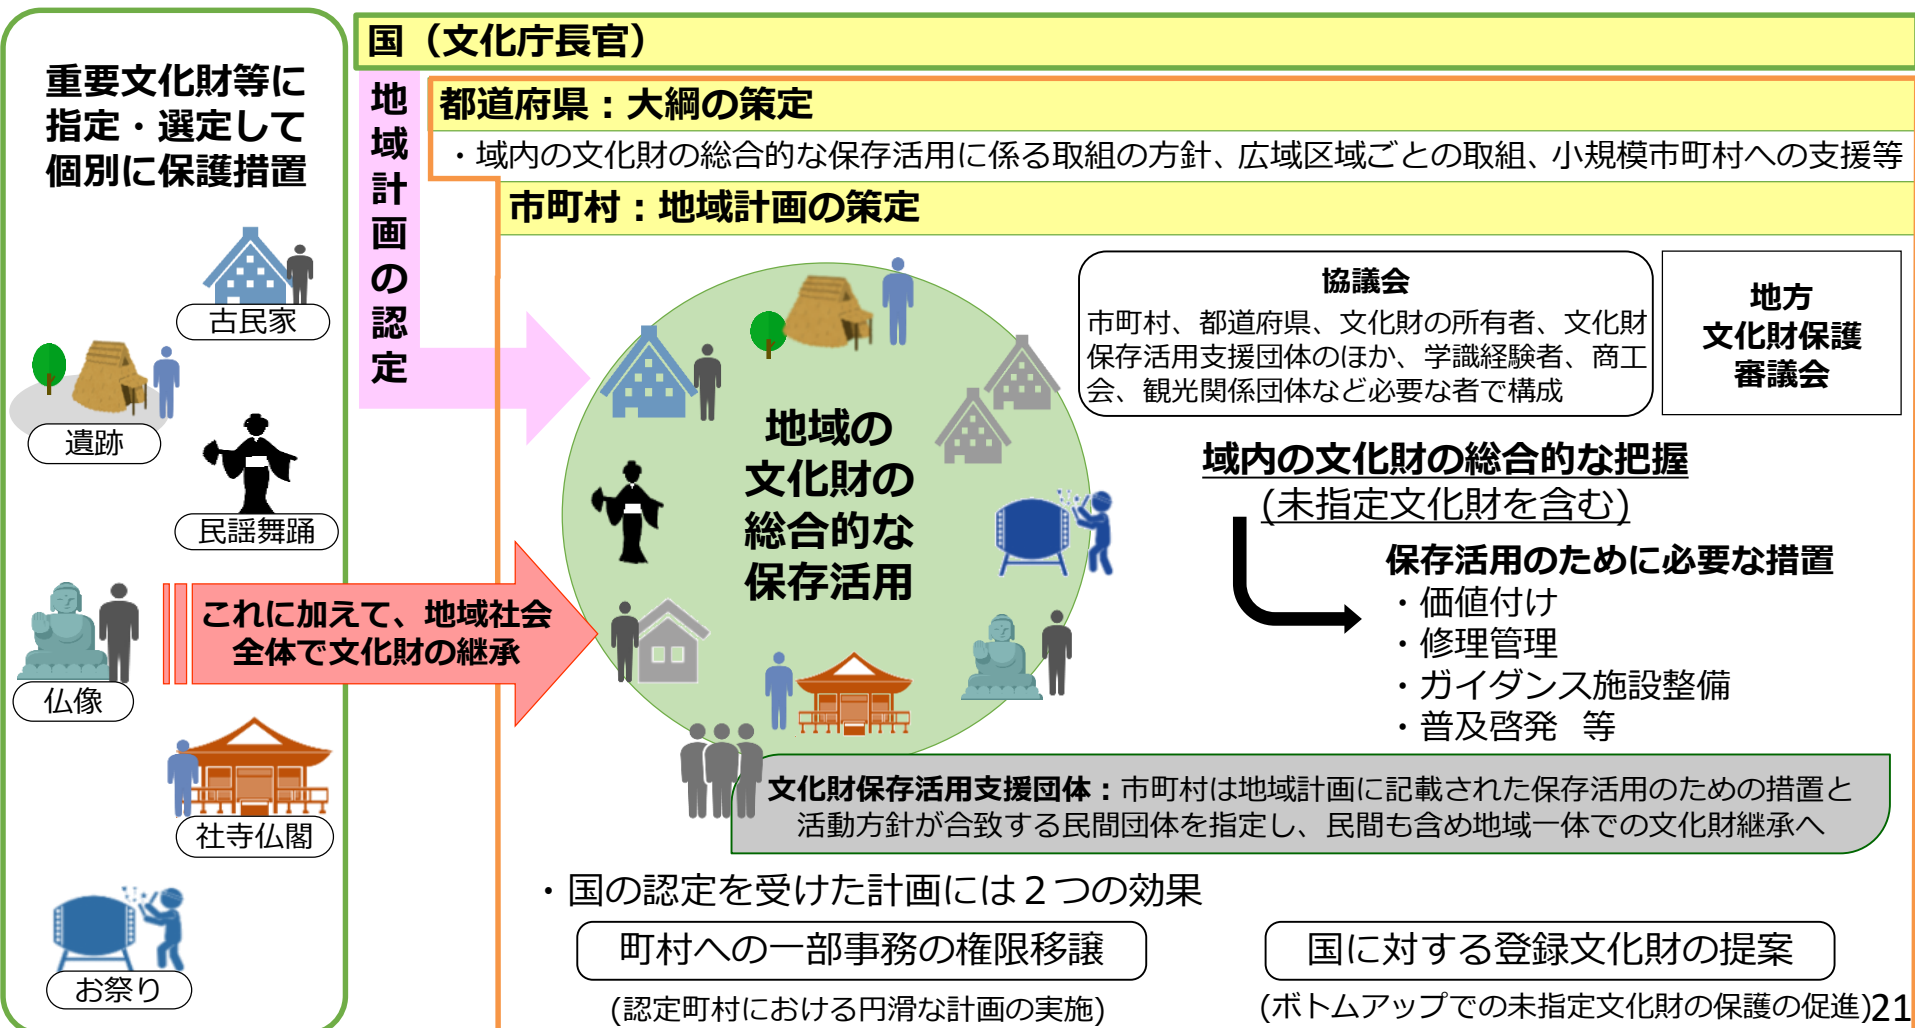 重要文化財等に
指定・選定して
個別に保護措置
古民家
遺跡
民謡舞踊
仏像
社寺仏閣
お祭り
これに加えて、地域社会
全体で文化財の継承
国（文化庁長官）
地域計画の認定
都道府県：大綱の策定
・域内の文化財の総合的な保存活用に係る取組の方針、広域区域ごとの取組、小規模市町村への支援等
市町村：地域計画の策定
地域の
文化財の
総合的な
保存活用
協議会
市町村、都道府県、文化財の所有者、文化財
保存活用支援団体のほか、学識経験者、商工
会、観光関係団体など必要な者で構成
地方
文化財保護
審議会
域内の文化財の総合的な把握
(未指定文化財を含む)
保存活用のために必要な措置
・価値付け
・修理管理
・ガイダンス施設整備
・普及啓発 等
文化財保存活用支援団体：市町村は地域計画に記載された保存活用のための措置と
活動方針が合致する民間団体を指定し、民間も含め地域一体での文化財継承へ
・国の認定を受けた計画には２つの効果
町村への一部事務の権限移譲
(認定町村における円滑な計画の実施)
国に対する登録文化財の提案
(ボトムアップでの未指定文化財の保護の促進)
21